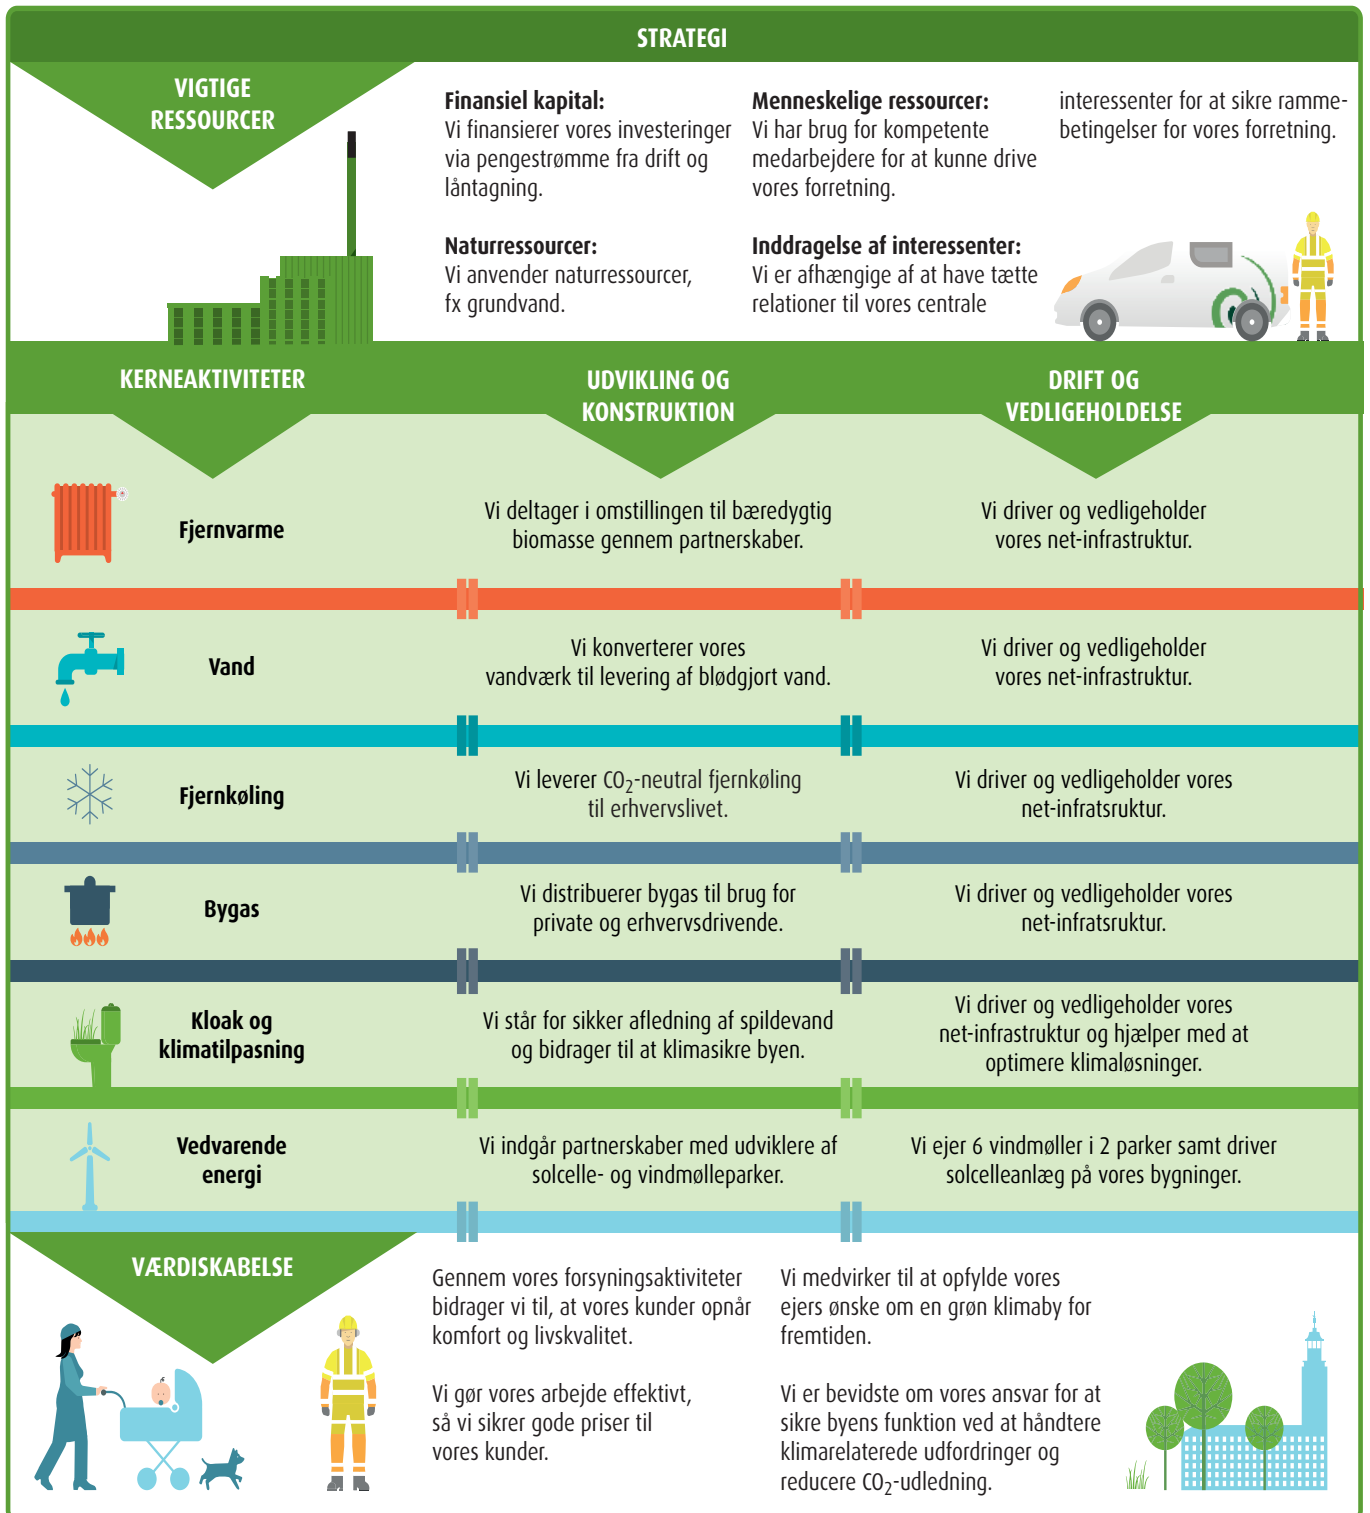 STRATEGI
VIGTIGE
RESSOURCER
Finansiel kapital:
Vi finansierer vores investeringer
via pengestrømme fra drift og
låntagning.
Naturressourcer:
Vi anvender naturressourcer,
fx grundvand.
Menneskelige ressourcer:
Vi har brug for kompetente
medarbejdere for at kunne drive
vores forretning.
Inddragelse af interessenter:
Vi er afhængige af at have tætte
relationer til vores centrale
interessenter for at sikre ramme-
betingelser for vores forretning.
KERNEAKTIVITETER
UDVIKLING OG
KONSTRUKTION
DRIFT OG
VEDLIGEHOLDELSE
Fjernvarme
Vi deltager i omstillingen til bæredygtig
biomasse gennem partnerskaber.
Vi driver og vedligeholder
vores net-infrastruktur.
Vand
Vi konverterer vores
vandværk til levering af blødgjort vand.
Vi driver og vedligeholder
vores net-infrastruktur.
Fjernkøling
Vi leverer CO₂-neutral fjernkøling
til erhvervslivet.
Vi driver og vedligeholder vores
net-infratsruktur.
Bygas
Vi distribuerer bygas til brug for
private og erhvervsdrivende.
Vi driver og vedligeholder vores
net-infratsruktur.
Kloak og
klimatilpasning
Vi står for sikker afledning af spildevand
og bidrager til at klimasikre byen.
Vi driver og vedligeholder vores
net-infrastruktur og hjælper med at
optimere klimaløsninger.
Vedvarende
energi
Vi indgår partnerskaber med udviklere af
solcelle- og vindmølleparker.
Vi ejer 6 vindmøller i 2 parker samt driver
solcelleanlæg på vores bygninger.
VÆRDISKABELSE
Gennem vores forsyningsaktiviteter
bidrager vi til, at vores kunder opnår
komfort og livskvalitet.
Vi gør vores arbejde effektivt,
så vi sikrer gode priser til
vores kunder.
Vi medvirker til at opfylde vores
ejers ønske om en grøn klimaby for
fremtiden.
Vi er bevidste om vores ansvar for at
sikre byens funktion ved at håndtere
klimarelaterede udfordringer og
reducere CO₂-udledning.